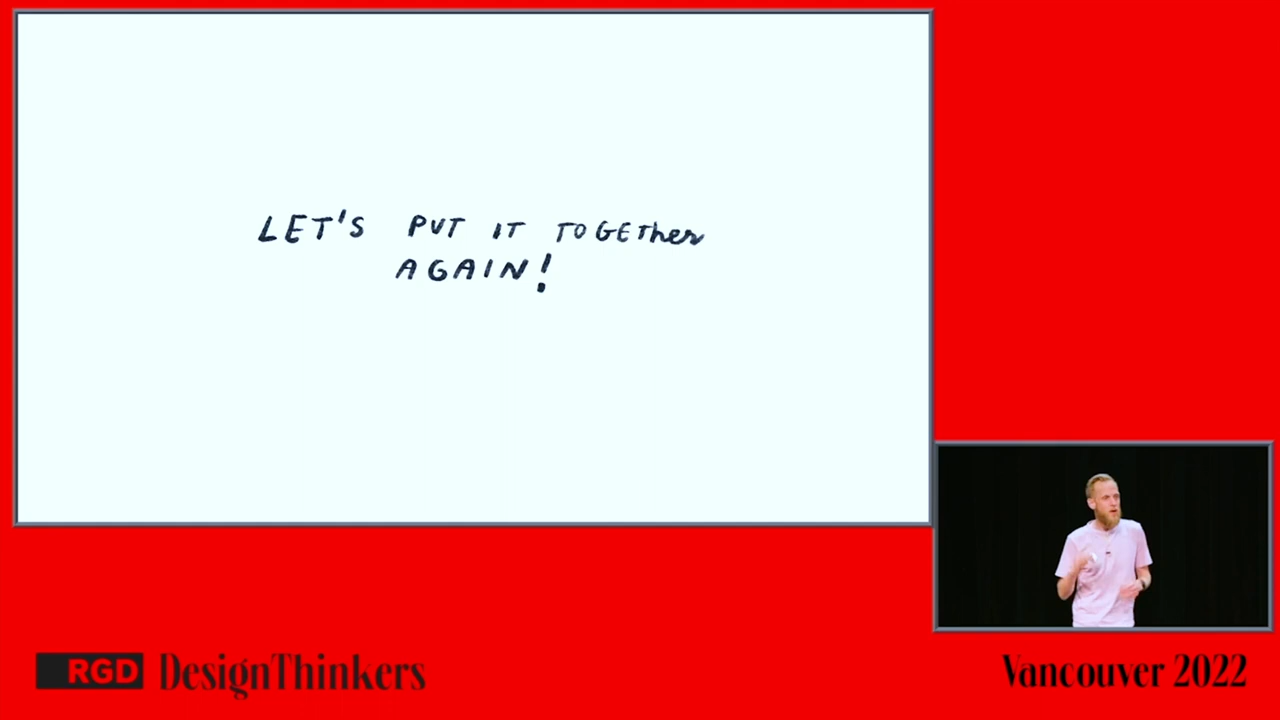 LET'S PUT IT TOGEThER
AGAIN!
RGD DesignThinkers
Vancouver 2022